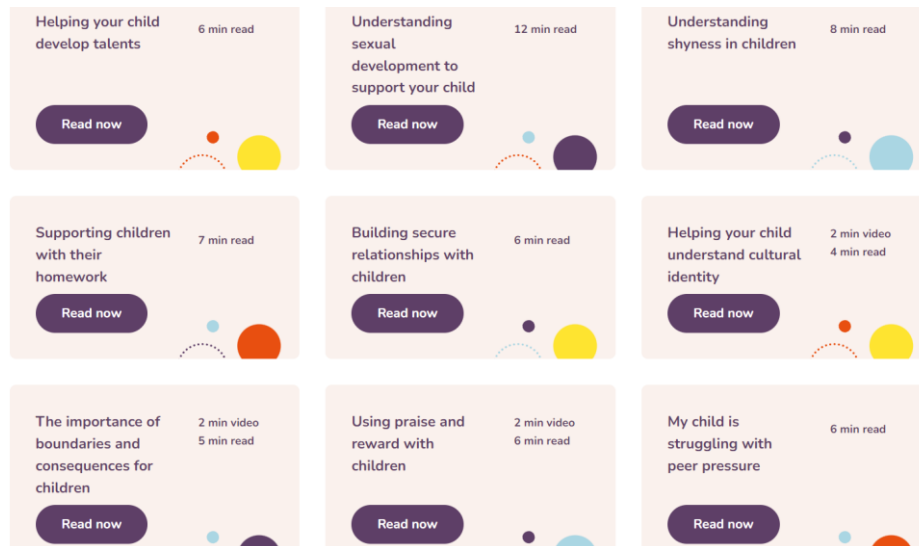 Helping your child
develop talents
6 min read
Read now
Understanding
sexual
development to
support your child
12 min read
Read now
Understanding
shyness in children
8 min read
Read now
Supporting children
with their
homework
7 min read
Read now
Building secure
relationships with
children
6 min read
Read now
Helping your child
understand cultural
identity
2 min video
4 min read
Read now
The importance of
boundaries and
consequences for
children
2 min video
5 min read
Read now
Using praise and
reward with
children
2 min video
6 min read
Read now
My child is
struggling with
peer pressure
6 min read
Read now